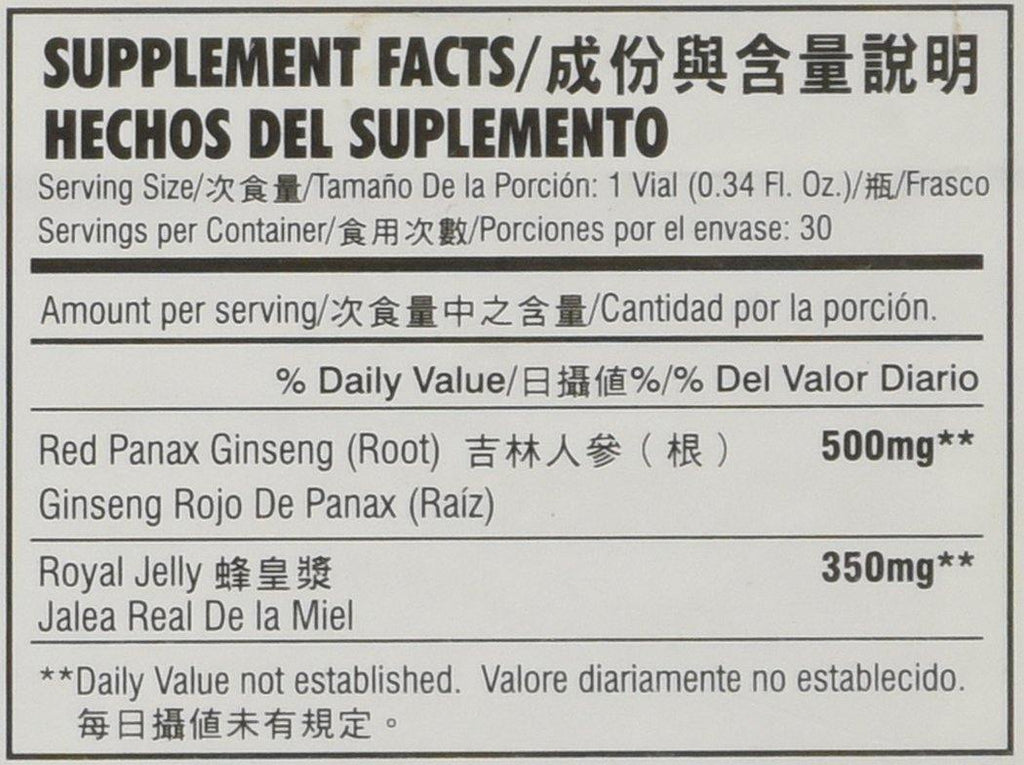 SUPPLEMENT FACTS/成份與含量說明
HECHOS DEL SUPLEMENTO
Serving Size/次食量/Tamaño De la Porción: 1 Vial (0.34 Fl. Oz.)/瓶/Frasco
Servings per Container/食用次數/Porciones por el envase: 30
Amount per serving/次食量中之含量/Cantidad por la porción.
% Daily Value/日攝値%/% Del Valor Diario
Red Panax Ginseng (Root) 吉林人參（根） 500mg**
Ginseng Rojo De Panax (Raíz)
Royal Jelly 蜂皇漿 350mg**
Jalea Real De la Miel
**Daily Value not established. Valore diariamente no establecido.
每日攝値未有規定。